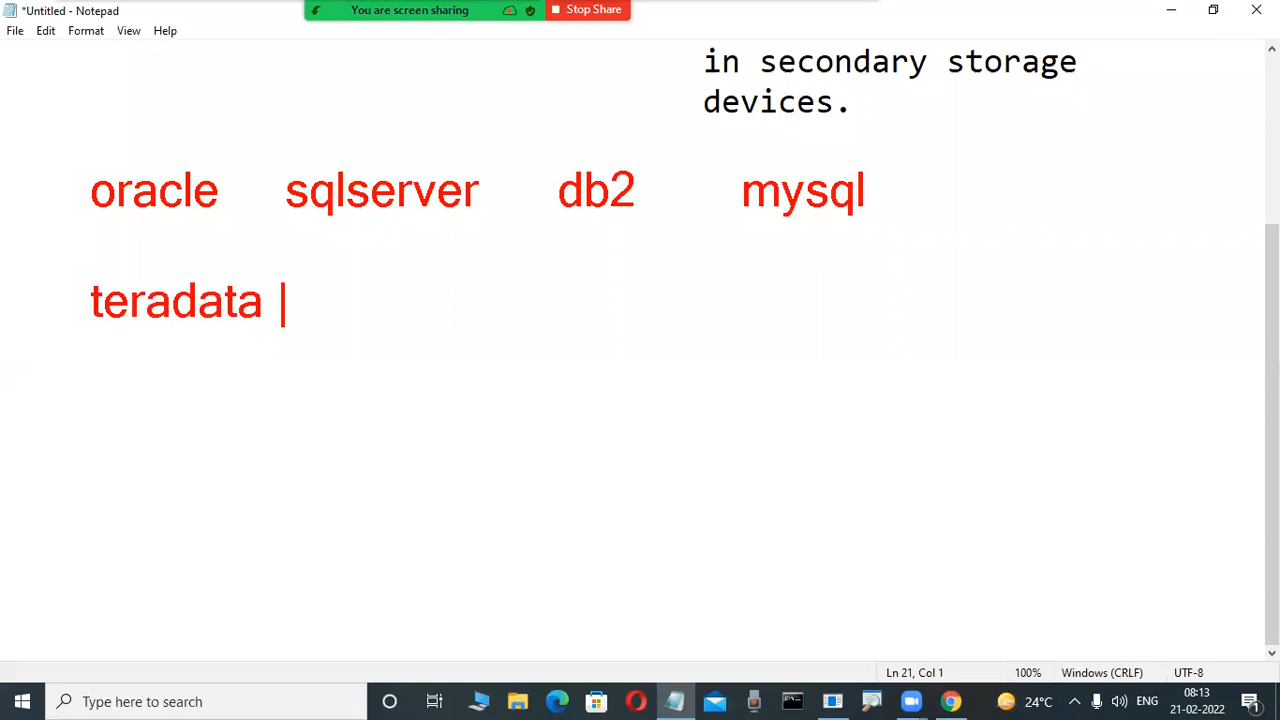 *Untitled - Notepad
You are screen sharing
Stop Share
File Edit Format View Help
in secondary storage
devices.
oracle sqlserver db2 mysql
teradata
Ln 21, Col 1 100% Windows (CRLF) UTF-8
Type here to search
24°C ENG 08:13
21-02-2022
1